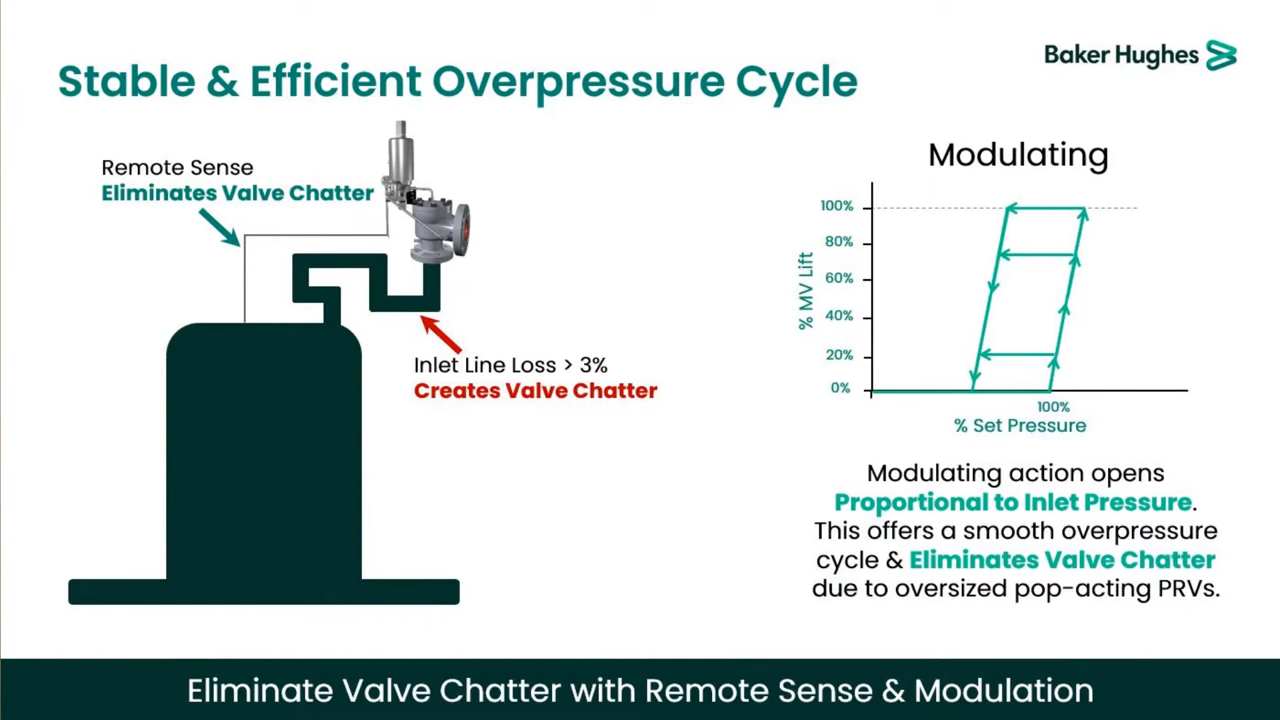 Baker Hughes
Stable & Efficient Overpressure Cycle
Remote Sense
Eliminates Valve Chatter
Inlet Line Loss > 3%
Creates Valve Chatter
Modulating
100%
80%
60%
40%
20%
0%
% MV Lift
100%
% Set Pressure
Modulating action opens
Proportional to Inlet Pressure.
This offers a smooth overpressure
cycle & Eliminates Valve Chatter
due to oversized pop-acting PRVs.
Eliminate Valve Chatter with Remote Sense & Modulation